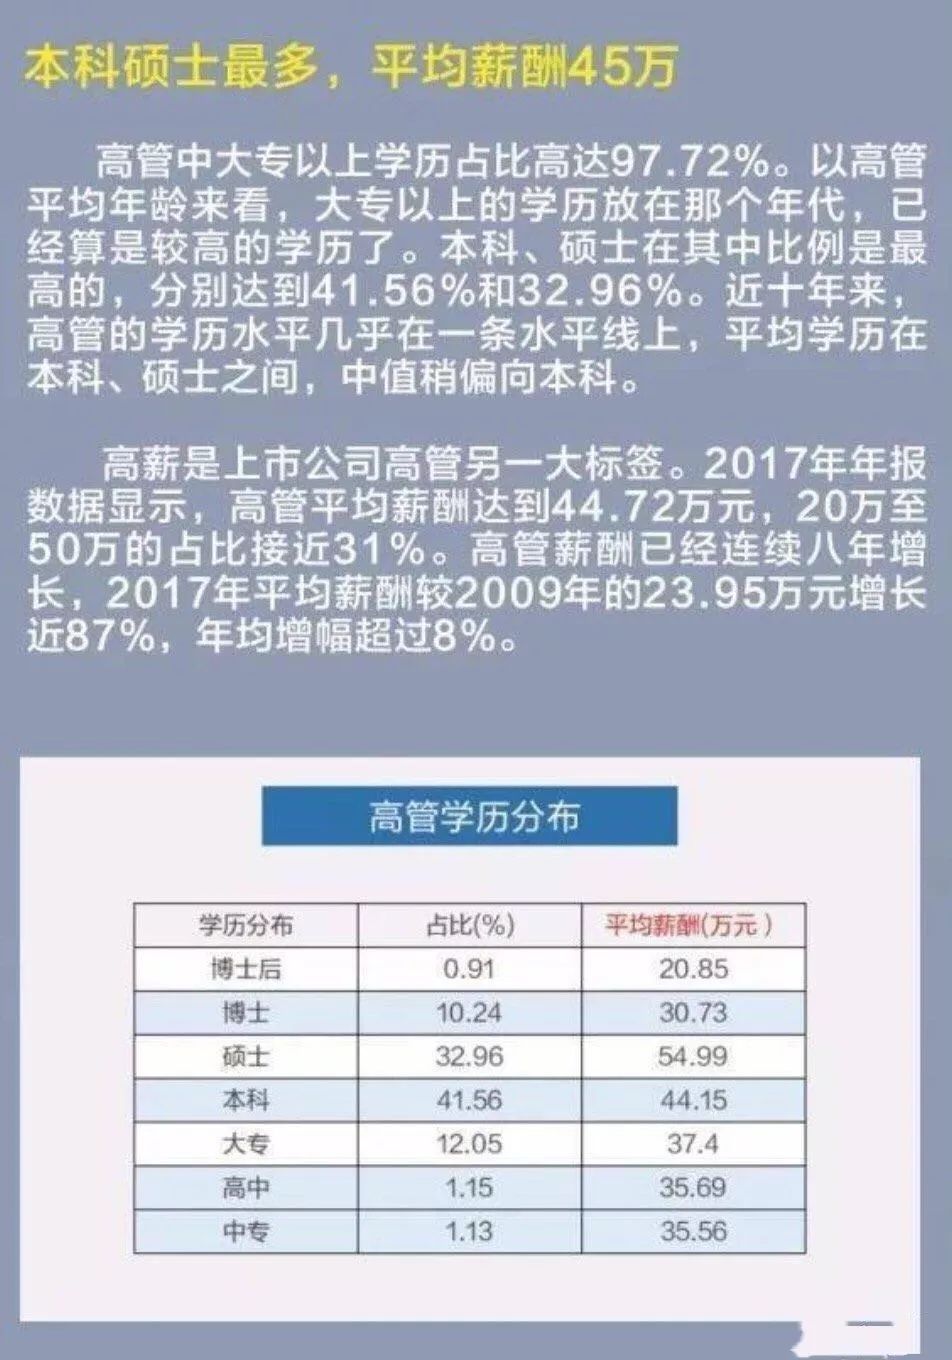 本科硕士最多，平均薪酬45万
高管中大专以上学历占比高达97.72%。以高管
平均年龄来看，大专以上的学历放在那个年代，已
经算是较高的学历了。本科、硕士在其中比例是最
高的，分别达到41.56%和32.96%。近十年来，
高管的学历水平几乎在一条水平线上，平均学历在
本科、硕士之间，中值稍偏向本科。
高薪是上市公司高管另一大标签。2017年年报
数据显示，高管平均薪酬达到44.72万元，20万至
50万的占比接近31%。高管薪酬已经连续八年增
长，2017年平均薪酬较2009年的23.95万元增长
近87%，年均增幅超过8%。
高管学历分布
学历分布 占比(%) 平均薪酬(万元)
博士后 0.91 20.85
博士 10.24 30.73
硕士 32.96 54.99
本科 41.56 44.15
大专 12.05 37.4
高中 1.15 35.69
中专 1.13 35.56